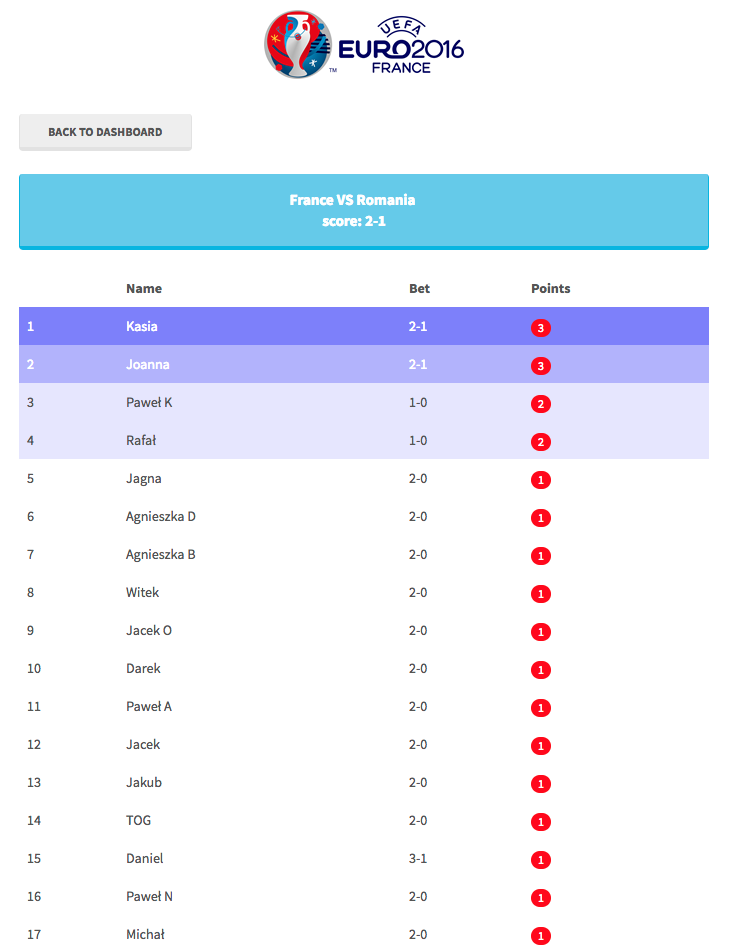 UEFA
EURO2016
FRANCE
TM
BACK TO DASHBOARD
France VS Romania
score: 2-1
Name Bet Points
1 Kasia 2-1 3
2 Joanna 2-1 3
3 Paweł K 1-0 2
4 Rafał 1-0 2
5 Jagna 2-0 1
6 Agnieszka D 2-0 1
7 Agnieszka B 2-0 1
8 Witek 2-0 1
9 Jacek O 2-0 1
10 Darek 2-0 1
11 Paweł A 2-0 1
12 Jacek 2-0 1
13 Jakub 2-0 1
14 TOG 2-0 1
15 Daniel 3-1 1
16 Paweł N 2-0 1
17 Michał 2-0 1